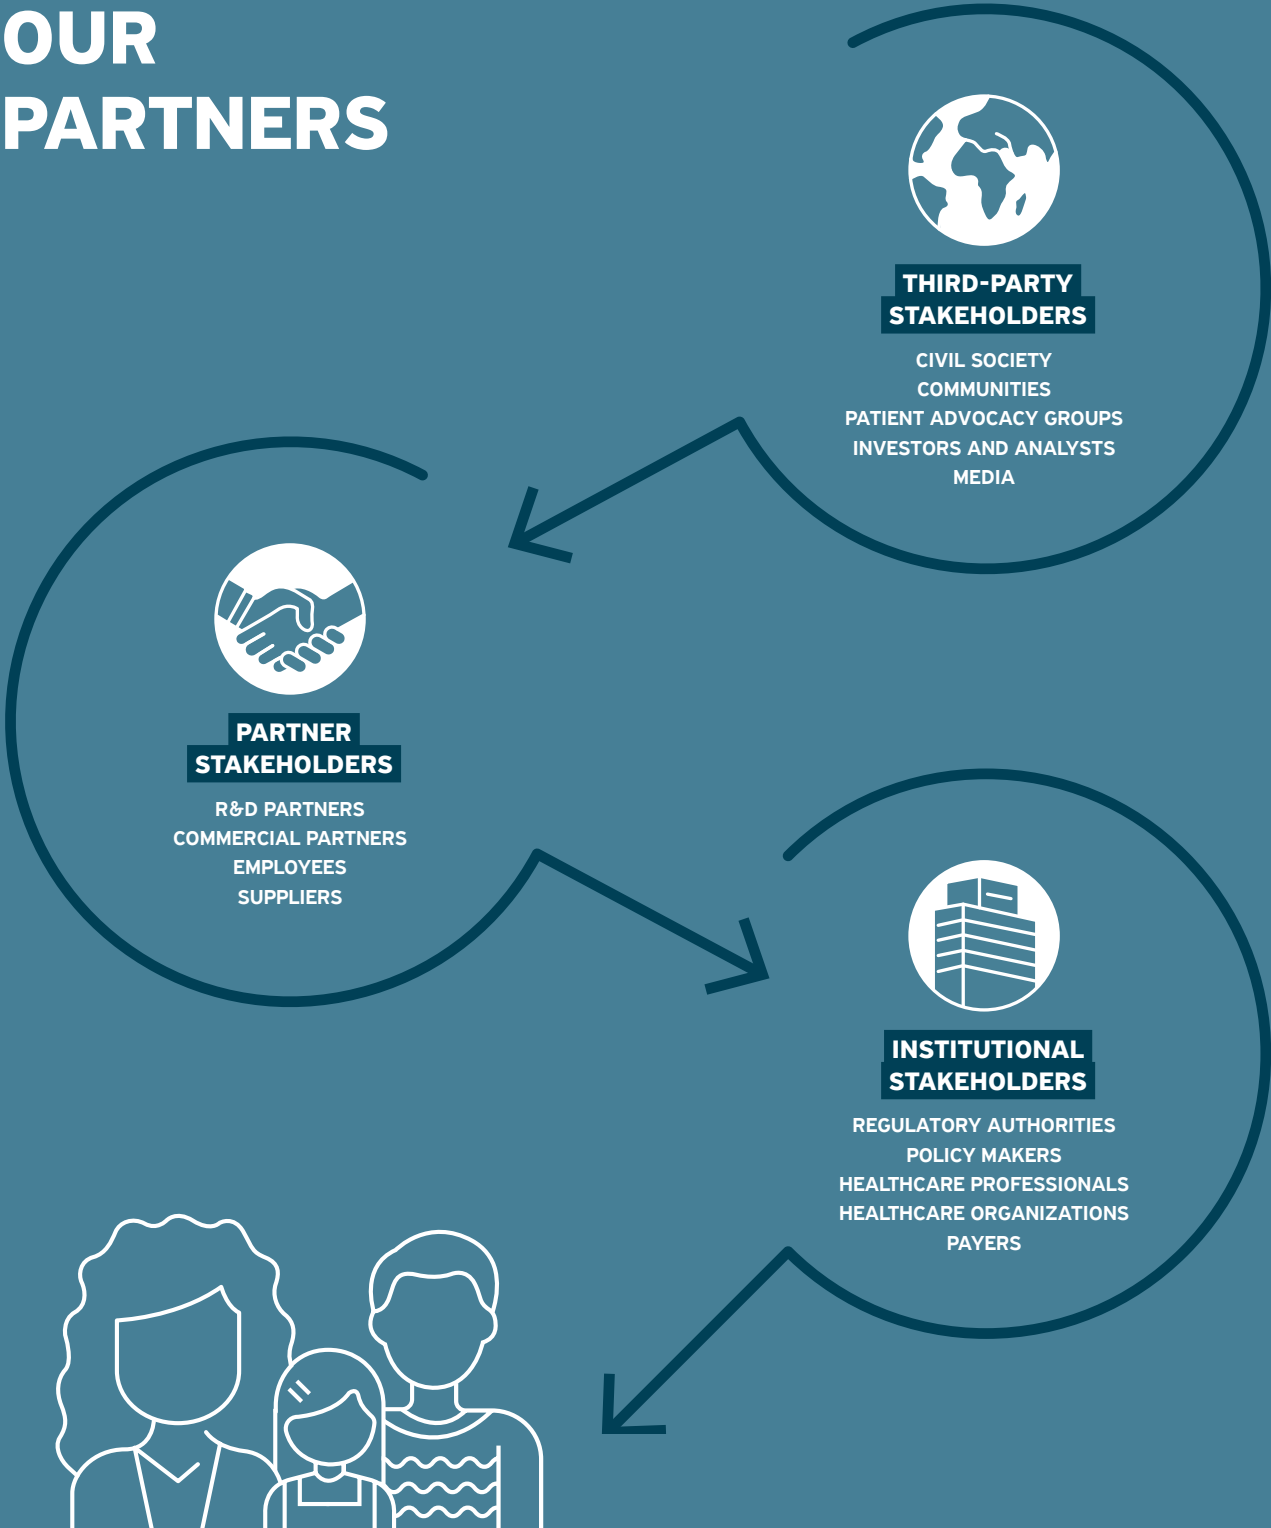 OUR
PARTNERS
THIRD-PARTY
STAKEHOLDERS
CIVIL SOCIETY
COMMUNITIES
PATIENT ADVOCACY GROUPS
INVESTORS AND ANALYSTS
MEDIA
PARTNER
STAKEHOLDERS
R&D PARTNERS
COMMERCIAL PARTNERS
EMPLOYEES
SUPPLIERS
INSTITUTIONAL
STAKEHOLDERS
REGULATORY AUTHORITIES
POLICY MAKERS
HEALTHCARE PROFESSIONALS
HEALTHCARE ORGANIZATIONS
PAYERS